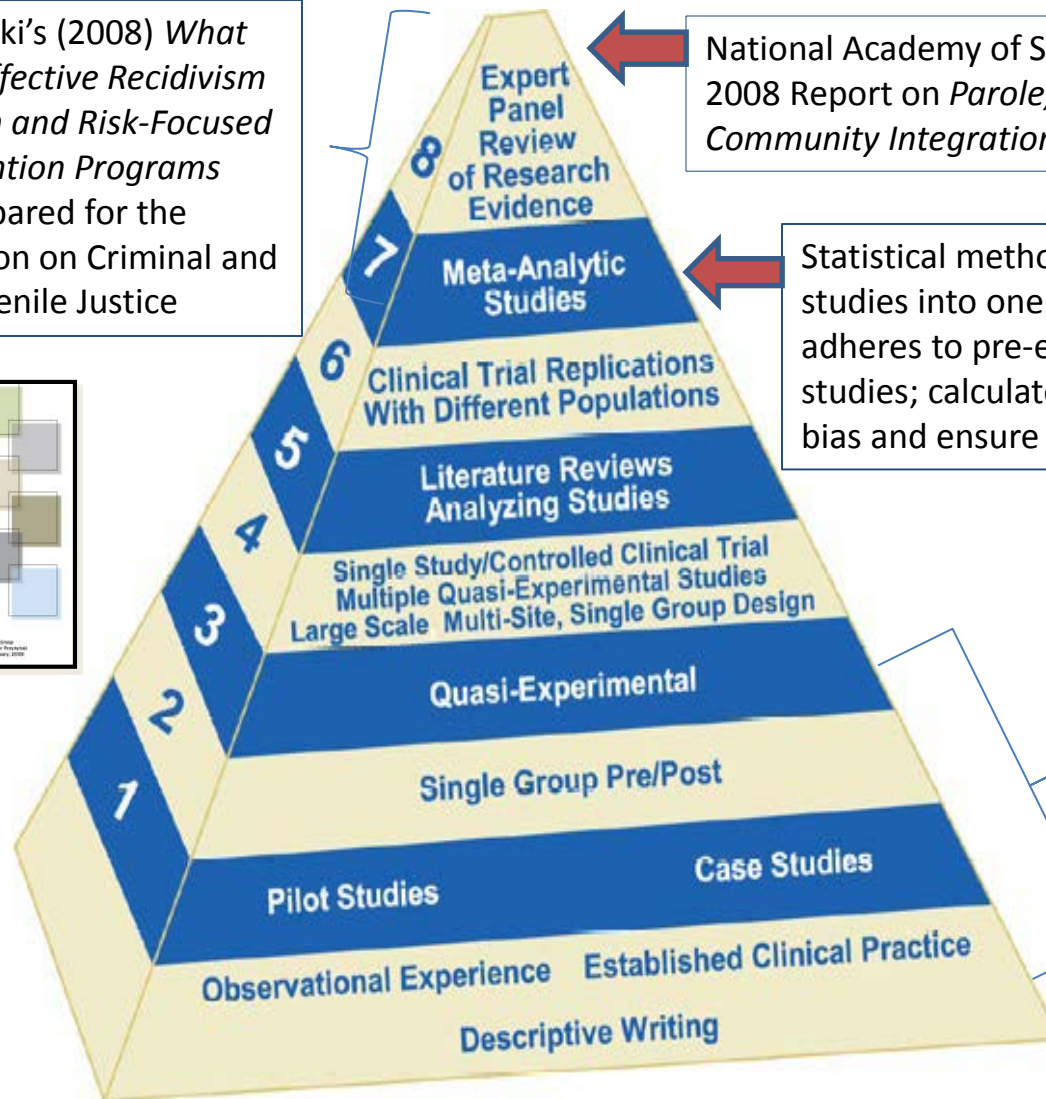 ki’s (2008) What
ffective Recidivism
and Risk-Focused
ntion Programs
pared for the
on on Criminal and
enile Justice
National Academy of S
2008 Report on Parole,
Community Integration
Statistical metho
studies into one
adheres to pre-e
studies; calculate
bias and ensure
8
Expert
Panel
Review
of Research
Evidence
7
Meta-Analytic
Studies
6
Clinical Trial Replications
With Different Populations
5
Literature Reviews
Analyzing Studies
4
Single Study/Controlled Clinical Trial
Multiple Quasi-Experimental Studies
Large Scale Multi-Site, Single Group Design
3
Quasi-Experimental
2
Single Group Pre/Post
1
Pilot Studies
Case Studies
Observational Experience
Established Clinical Practice
Descriptive Writing